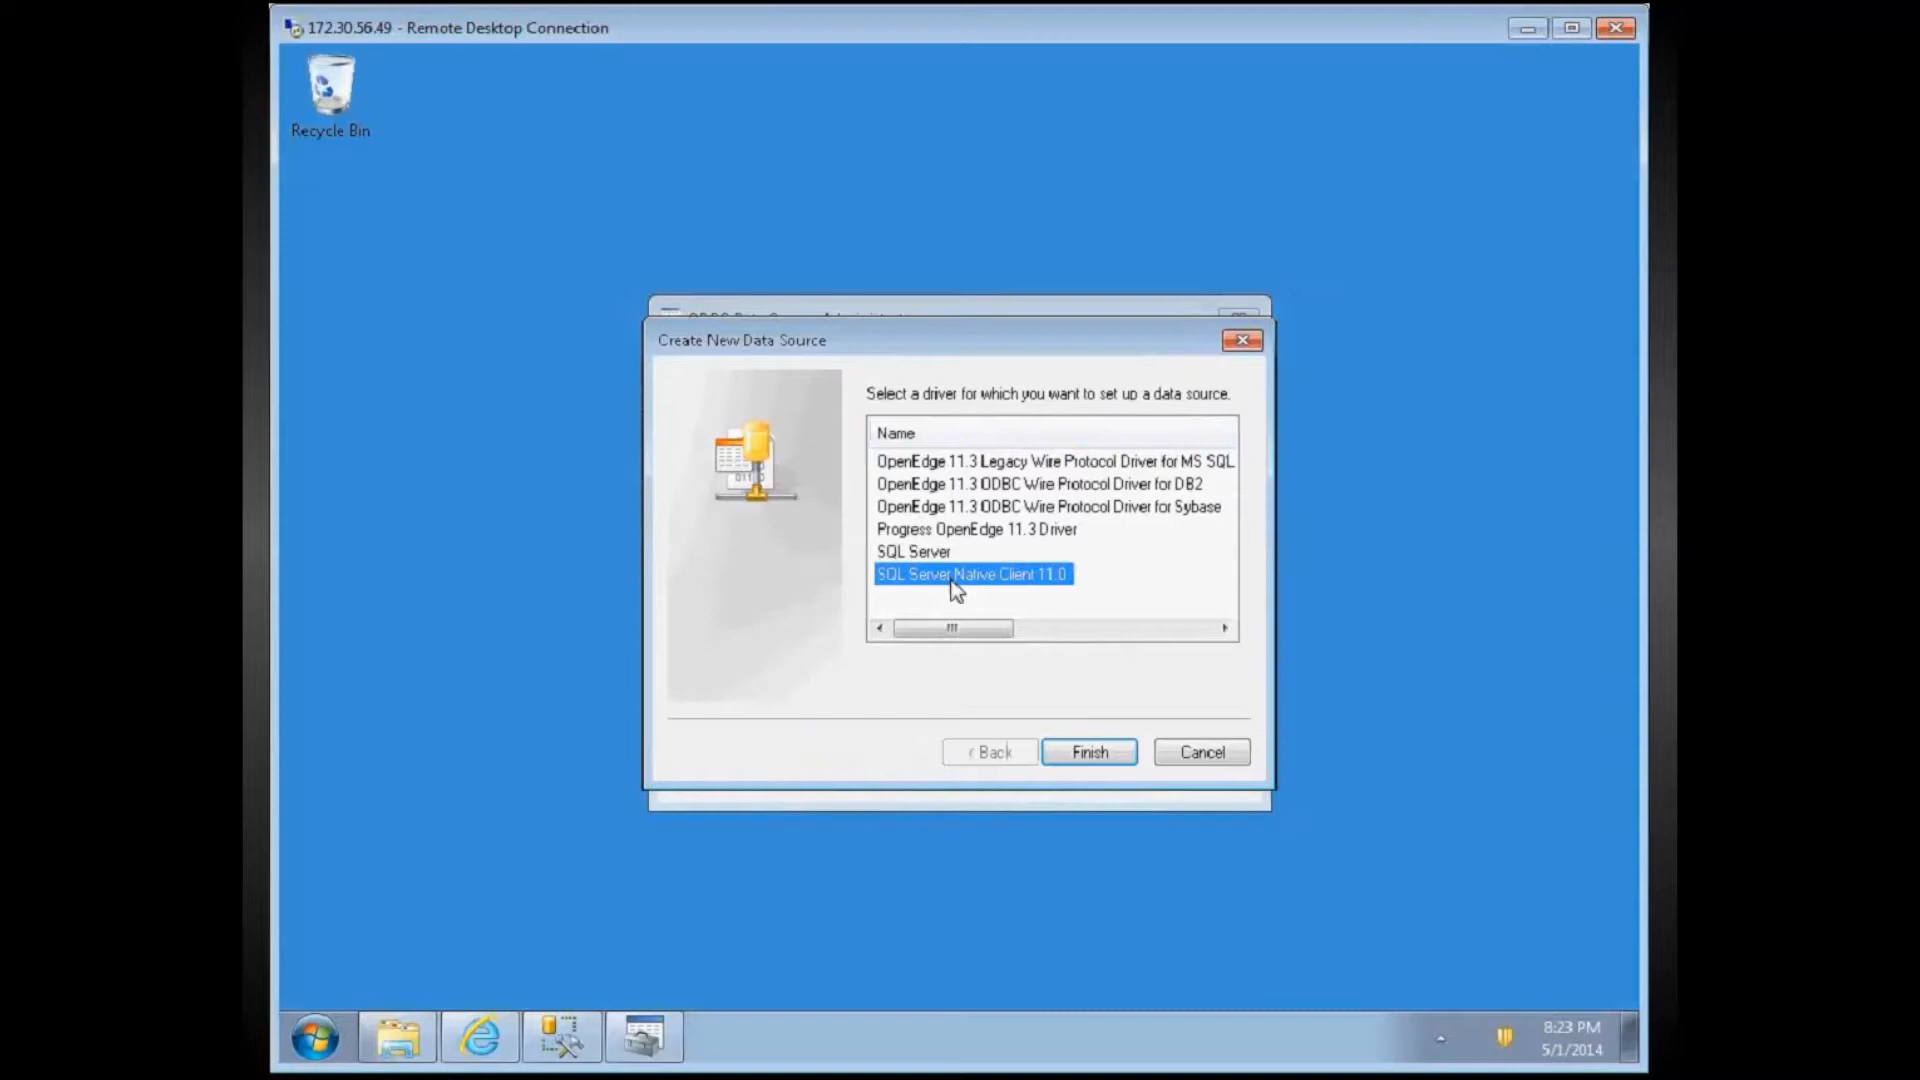 172.30.56.49 - Remote Desktop Connection
Recycle Bin
Create New Data Source
Select a driver for which you want to set up a data source.
Name
OpenEdge 11.3 Legacy Wire Protocol Driver for MS SQL
OpenEdge 11.3 ODBC Wire Protocol Driver for DB2
OpenEdge 11.3 ODBC Wire Protocol Driver for Sybase
Progress OpenEdge 11.3 Driver
SQL Server
SQL Server Native Client 11.0
< Back
Finish
Cancel
8:23 PM
5/1/2014